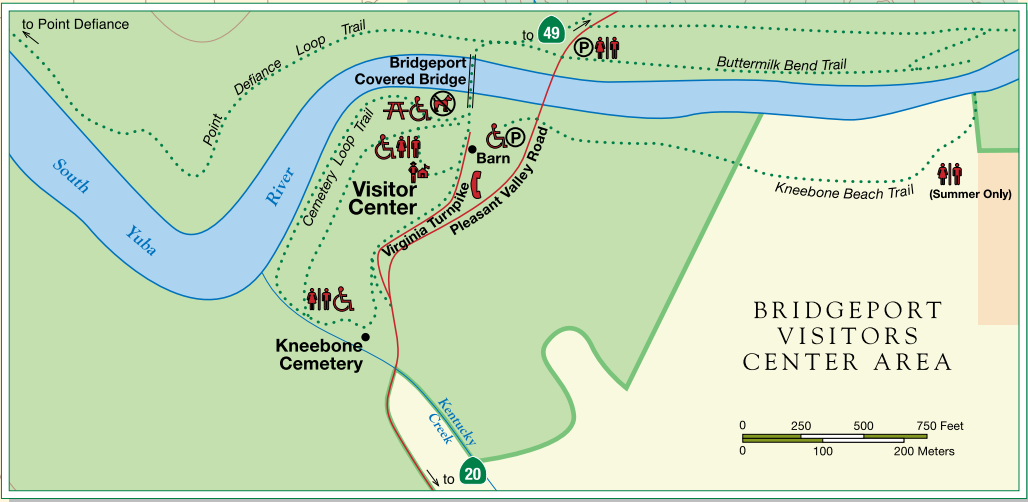 to Point Defiance
Point Defiance Loop Trail
to 49
P
Buttermilk Bend Trail
Bridgeport
Covered Bridge
South
Yuba
River
Cemetery Loop Trail
P
Barn
Visitor
Center
Virginia Turnpike
Pleasant Valley Road
Kneebone Beach Trail
(Summer Only)
Kneebone
Cemetery
Kentucky
Creek
to 20
BRIDGEPORT
VISITORS
CENTER AREA
0 250 500 750 Feet
0 100 200 Meters